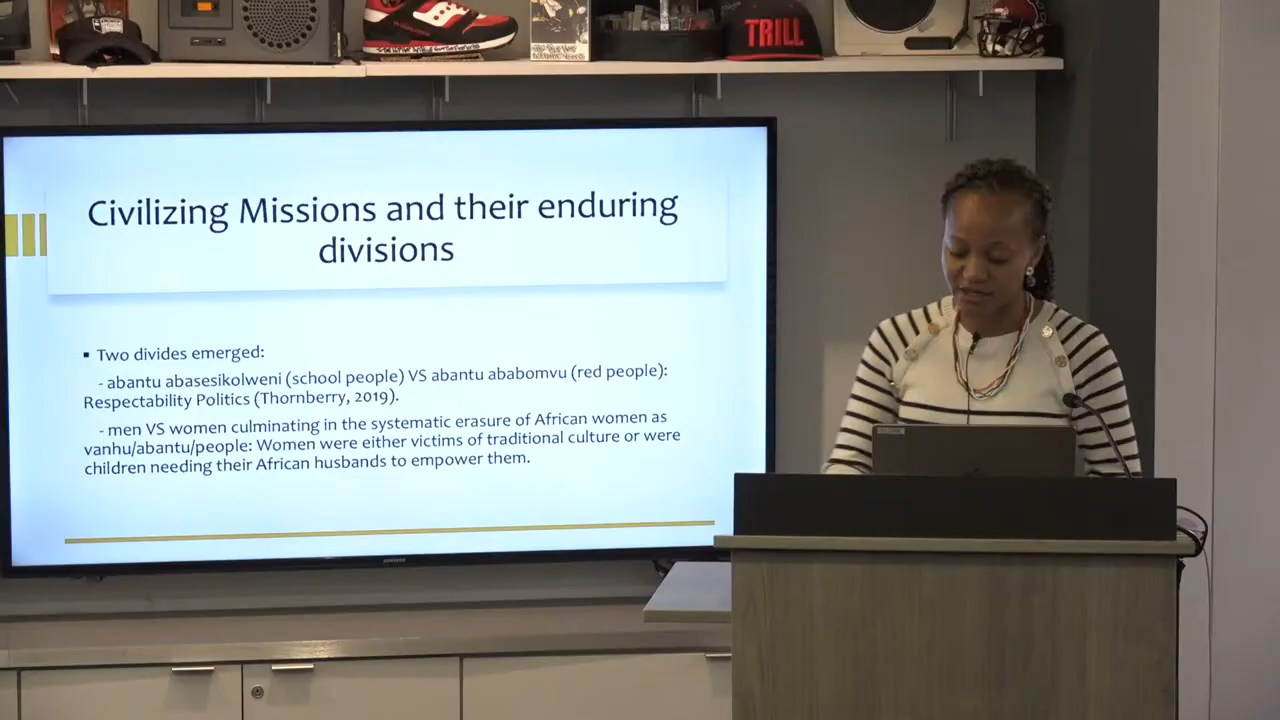 TRILL
Civilizing Missions and their enduring
divisions
▪ Two divides emerged:
- abantu abasesikolweni (school people) VS abantu ababomvu (red people):
Respectability Politics (Thornberry, 2019).
- men VS women culminating in the systematic erasure of African women as
vanhu/abantu/people: Women were either victims of traditional culture or were
children needing their African husbands to empower them.
SAMSUNG